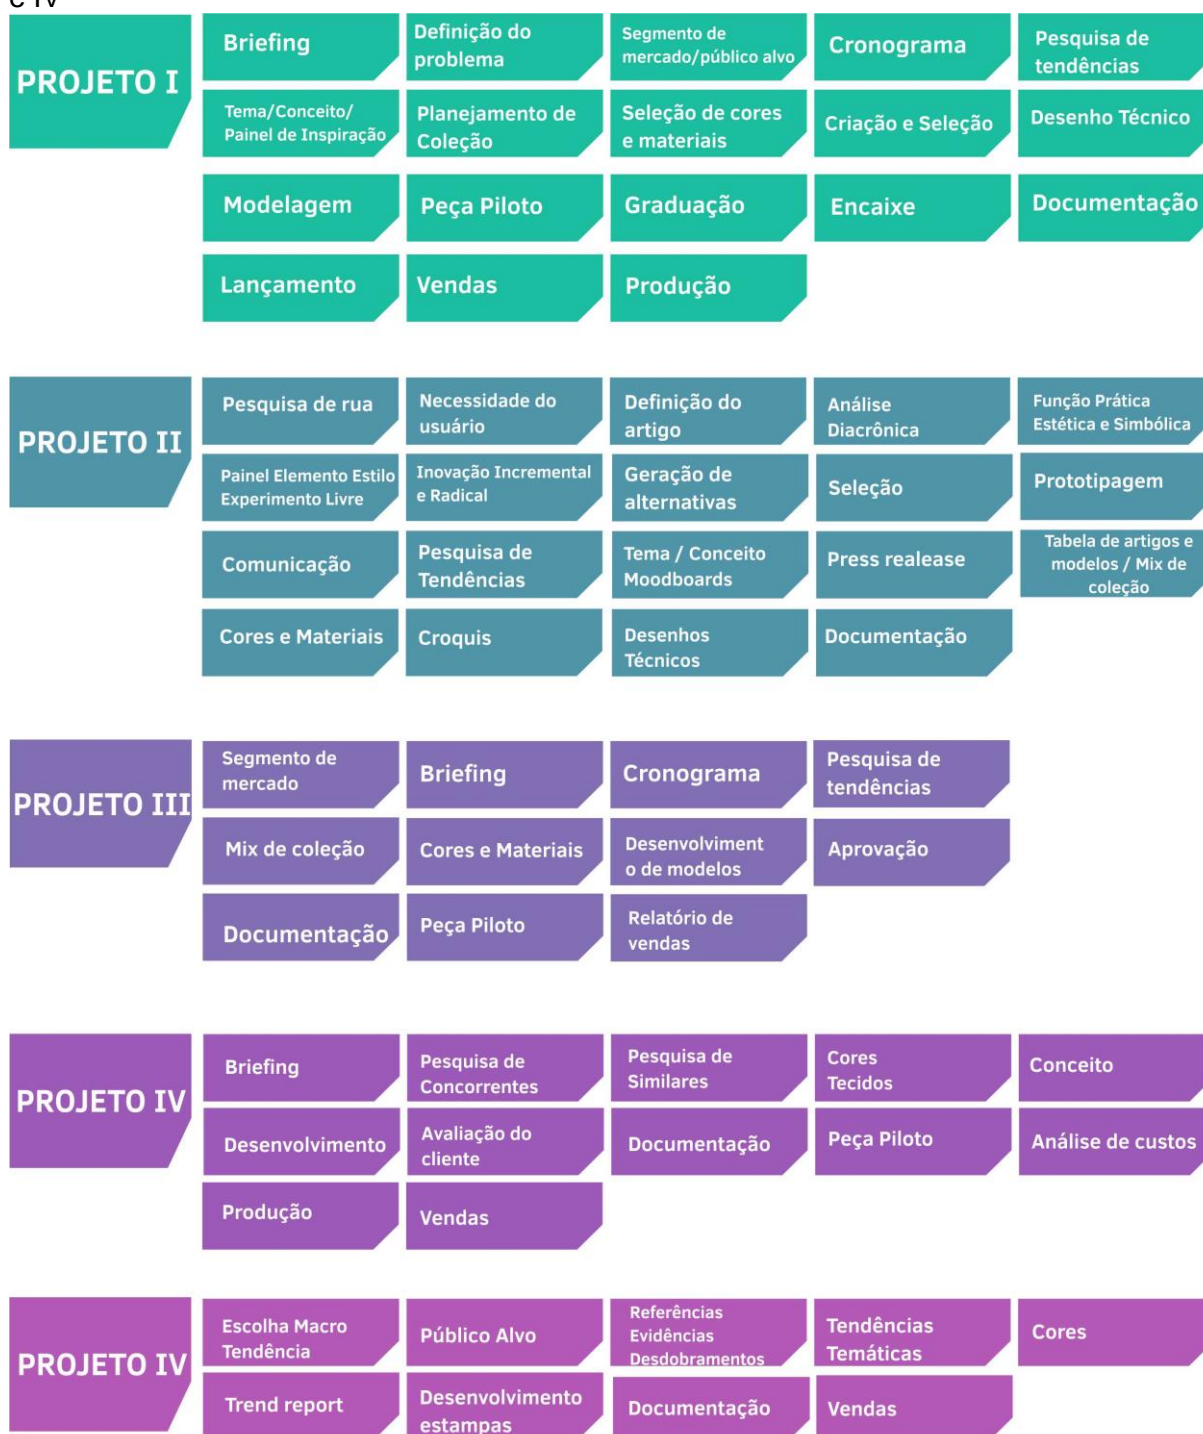 e IV
PROJETO I
Briefing
Definição do
problema
Segmento de
mercado/público alvo
Cronograma
Pesquisa de
tendências
Tema/Conceito/
Painel de Inspiração
Planejamento de
Coleção
Seleção de cores
e materiais
Criação e Seleção
Desenho Técnico
Modelagem
Peça Piloto
Graduação
Encaixe
Documentação
Lançamento
Vendas
Produção
PROJETO II
Pesquisa de rua
Necessidade do
usuário
Definição do
artigo
Análise
Diacrônica
Função Prática
Estética e Simbólica
Painel Elemento Estilo
Experimento Livre
Inovação Incremental
e Radical
Geração de
alternativas
Seleção
Prototipagem
Comunicação
Pesquisa de
Tendências
Tema / Conceito
Moodboards
Press realease
Tabela de artigos e
modelos / Mix de
coleção
Cores e Materiais
Croquis
Desenhos
Técnicos
Documentação
PROJETO III
Segmento de
mercado
Briefing
Cronograma
Pesquisa de
tendências
Mix de coleção
Cores e Materiais
Desenvolviment
o de modelos
Aprovação
Documentação
Peça Piloto
Relatório de
vendas
PROJETO IV
Briefing
Pesquisa de
Concorrentes
Pesquisa de
Similares
Cores
Tecidos
Conceito
Desenvolvimento
Avaliação do
cliente
Documentação
Peça Piloto
Análise de custos
Produção
Vendas
PROJETO IV
Escolha Macro
Tendência
Público Alvo
Referências
Evidências
Desdobramentos
Tendências
Temáticas
Cores
Trend report
Desenvolvimento
estampas
Documentação
Vendas